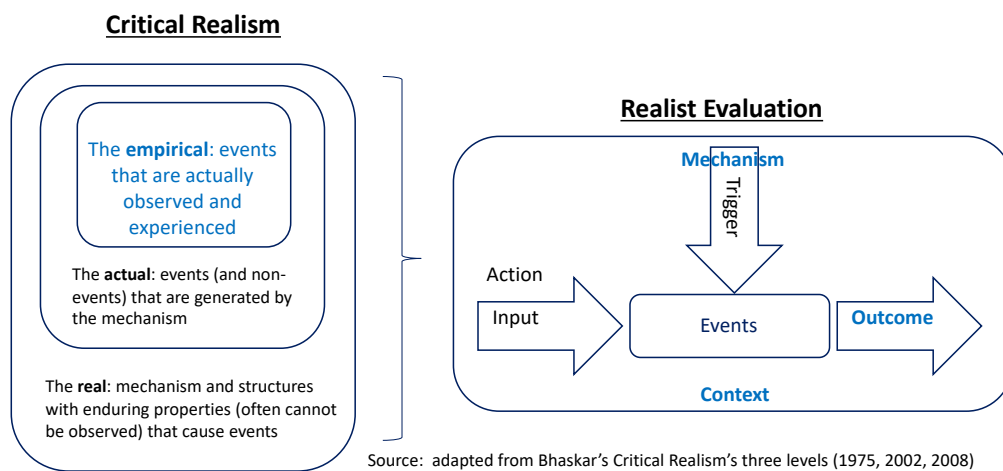 Critical Realism
The empirical: events
that are actually
observed and
experienced
The actual: events (and non-
events) that are generated by
the mechanism
The real: mechanism and structures
with enduring properties (often cannot
be observed) that cause events
Realist Evaluation
Mechanism
Trigger
Action
Input
Events
Outcome
Context
Source:  adapted from Bhaskar’s Critical Realism’s three levels (1975, 2002, 2008)